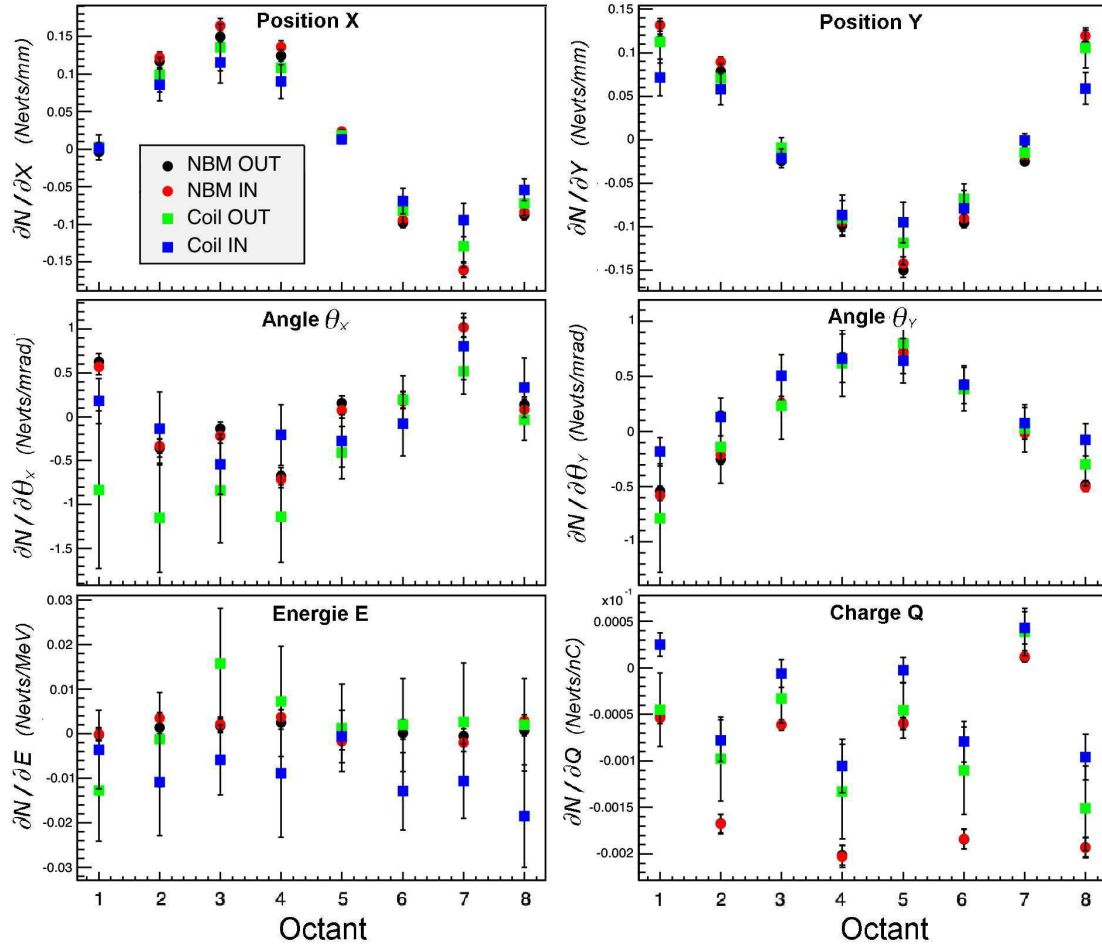 Position X
∂N / ∂X (Nevts/mm)
0.15
0.1
0.05
0
-0.05
-0.1
-0.15
NBM OUT
NBM IN
Coil OUT
Coil IN
Position Y
∂N / ∂Y (Nevts/mm)
0.15
0.1
0.05
0
-0.05
-0.1
-0.15
Angle θX
∂N / ∂θX (Nevts/mrad)
1
0.5
0
-0.5
-1
-1.5
Angle θY
∂N / ∂θY (Nevts/mrad)
0.5
0
-0.5
-1
Energie E
∂N / ∂E (Nevts/MeV)
0.03
0.02
0.01
0
-0.01
-0.02
-0.03
1 2 3 4 5 6 7 8
Octant
Charge Q
×10⁻¹
∂N / ∂Q (Nevts/nC)
0.0005
0
-0.0005
-0.001
-0.0015
-0.002
1 2 3 4 5 6 7 8
Octant